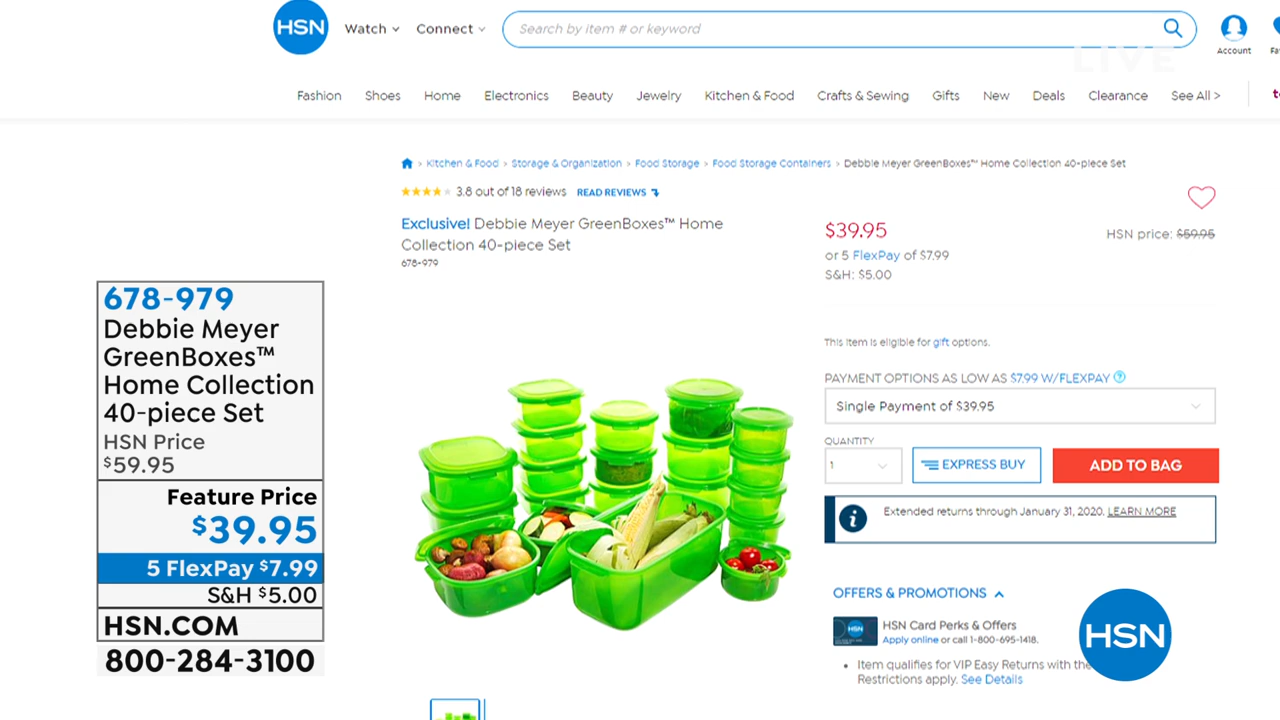 HSN
Watch
Connect
Search by item # or keyword
Account
LIVE
Fashion
Shoes
Home
Electronics
Beauty
Jewelry
Kitchen & Food
Crafts & Sewing
Gifts
New
Deals
Clearance
See All >
Kitchen & Food > Storage & Organization > Food Storage > Food Storage Containers > Debbie Meyer GreenBoxes™ Home Collection 40-piece Set
3.8 out of 18 reviews READ REVIEWS
Exclusive! Debbie Meyer GreenBoxes™ Home
Collection 40-piece Set
678-979
$39.95
HSN price: $59.95
or 5 FlexPay of $7.99
S&H: $5.00
This item is eligible for gift options.
PAYMENT OPTIONS AS LOW AS $7.99 W/FLEXPAY ?
Single Payment of $39.95
QUANTITY
1
EXPRESS BUY
ADD TO BAG
Extended returns through January 31, 2020. LEARN MORE
OFFERS & PROMOTIONS
HSN
HSN Card Perks & Offers
Apply online or call 1-800-695-1418.
• Item qualifies for VIP Easy Returns with the
Restrictions apply. See Details
HSN
678-979
Debbie Meyer
GreenBoxes™
Home Collection
40-piece Set
HSN Price
$59.95
Feature Price
$39.95
5 FlexPay $7.99
S&H $5.00
HSN.COM
800-284-3100